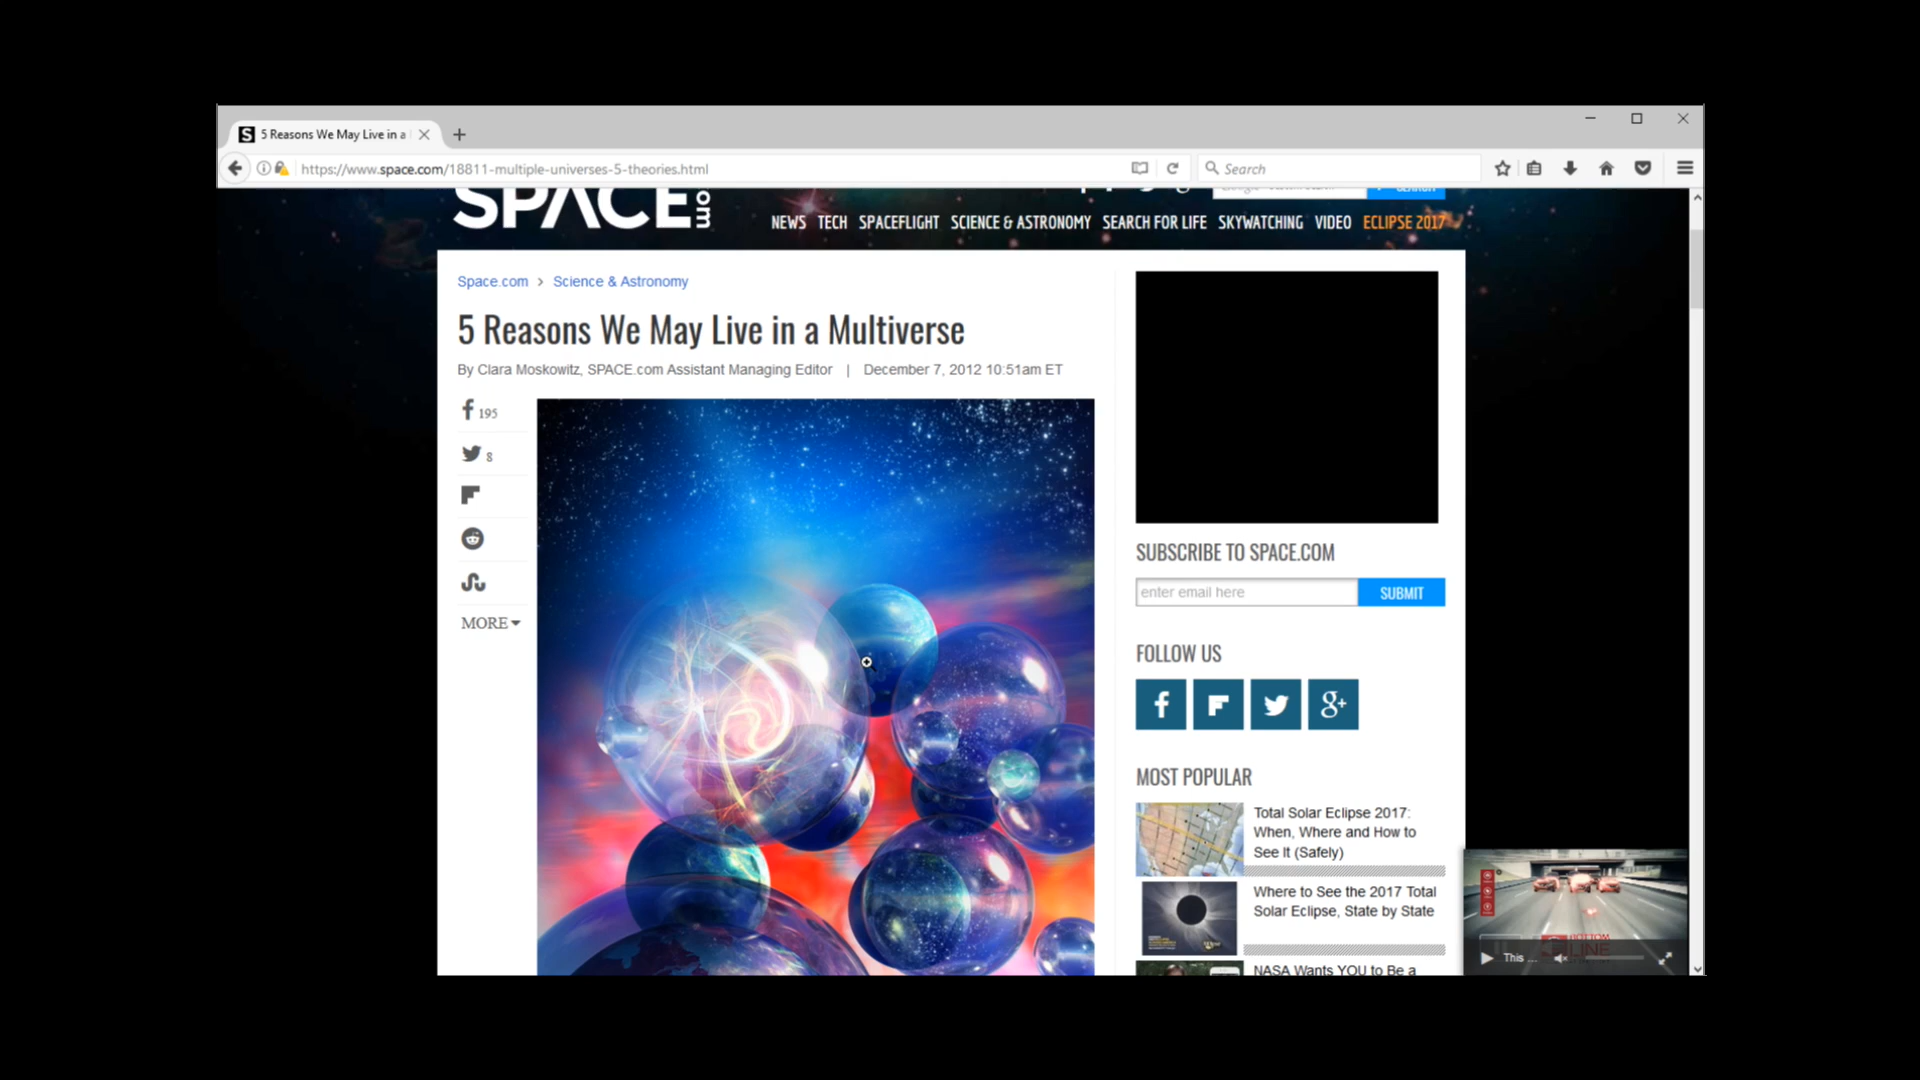 5 Reasons We May Live in a
https://www.space.com/18811-multiple-universes-5-theories.html
Search
SPACE
om
SEARCH
NEWS TECH SPACEFLIGHT SCIENCE & ASTRONOMY SEARCH FOR LIFE SKYWATCHING VIDEO ECLIPSE 2017
Space.com > Science & Astronomy
5 Reasons We May Live in a Multiverse
By Clara Moskowitz, SPACE.com Assistant Managing Editor | December 7, 2012 10:51am ET
195
8
MORE
SUBSCRIBE TO SPACE.COM
enter email here
SUBMIT
FOLLOW US
MOST POPULAR
Total Solar Eclipse 2017:
When, Where and How to
See It (Safely)
Where to See the 2017 Total
Solar Eclipse, State by State
NASA Wants YOU to Be a
BOTTOM
LINE
This ...